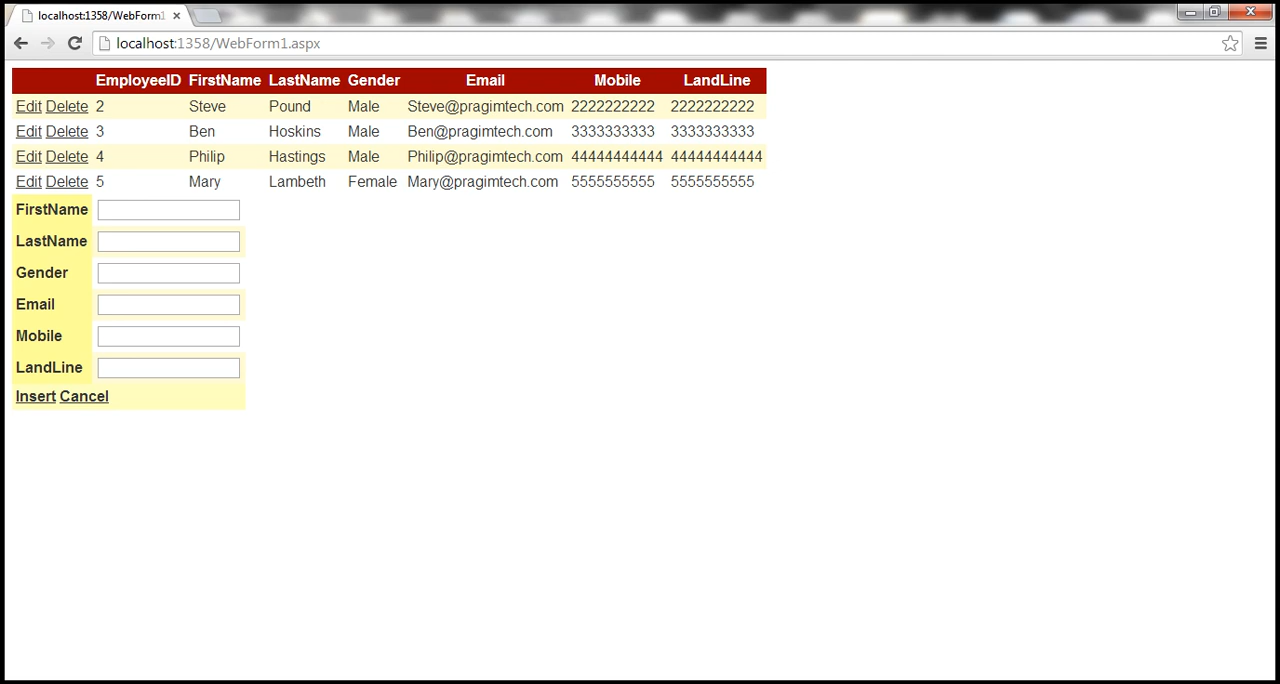 localhost:1358/WebForm1
localhost:1358/WebForm1.aspx
EmployeeID FirstName LastName Gender Email Mobile LandLine
Edit Delete 2 Steve Pound Male Steve@pragimtech.com 2222222222 2222222222
Edit Delete 3 Ben Hoskins Male Ben@pragimtech.com 3333333333 3333333333
Edit Delete 4 Philip Hastings Male Philip@pragimtech.com 44444444444 44444444444
Edit Delete 5 Mary Lambeth Female Mary@pragimtech.com 5555555555 5555555555
FirstName
LastName
Gender
Email
Mobile
LandLine
Insert Cancel